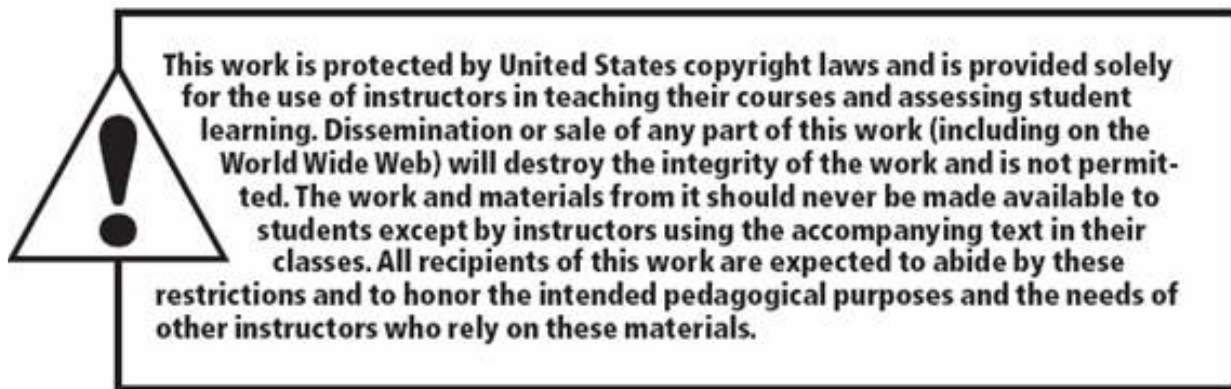 This work is protected by United States copyright laws and is provided solely
for the use of instructors in teaching their courses and assessing student
learning. Dissemination or sale of any part of this work (including on the
World Wide Web) will destroy the integrity of the work and is not permit-
ted. The work and materials from it should never be made available to
students except by instructors using the accompanying text in their
classes. All recipients of this work are expected to abide by these
restrictions and to honor the intended pedagogical purposes and the needs of
other instructors who rely on these materials.